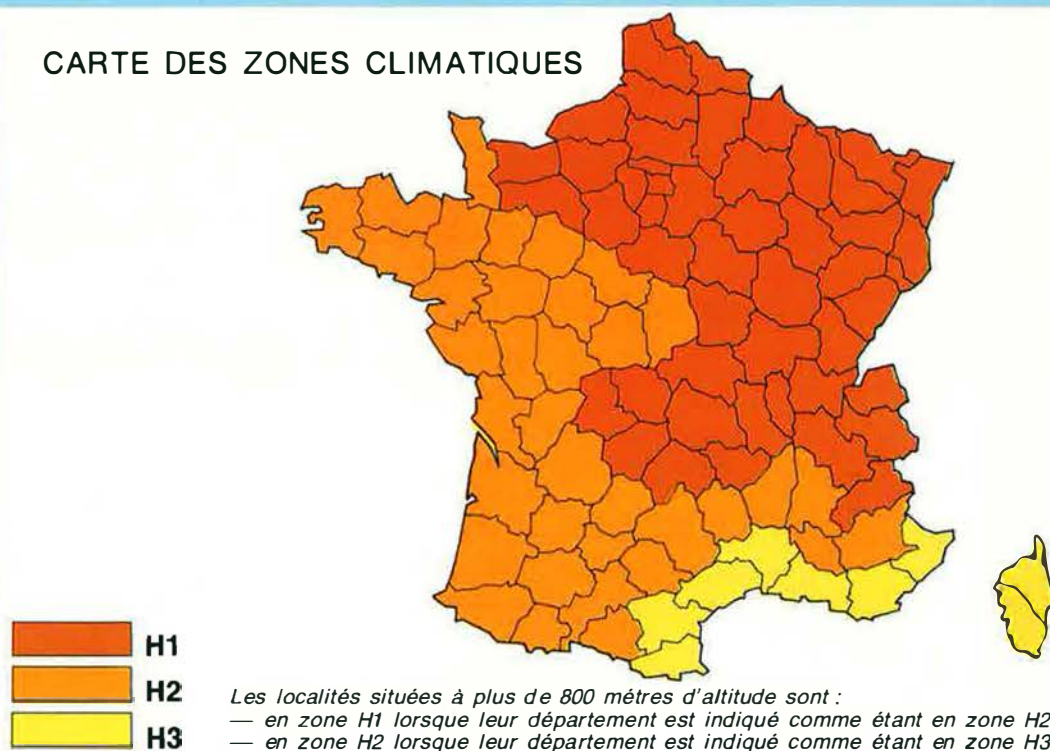 CARTE DES ZONES CLIMATIQUES
H1
H2
H3
Les localités situées à plus de 800 métres d'altitude sont :
— en zone H1 lorsque leur département est indiqué comme étant en zone H2
— en zone H2 lorsque leur département est indiqué comme étant en zone H3